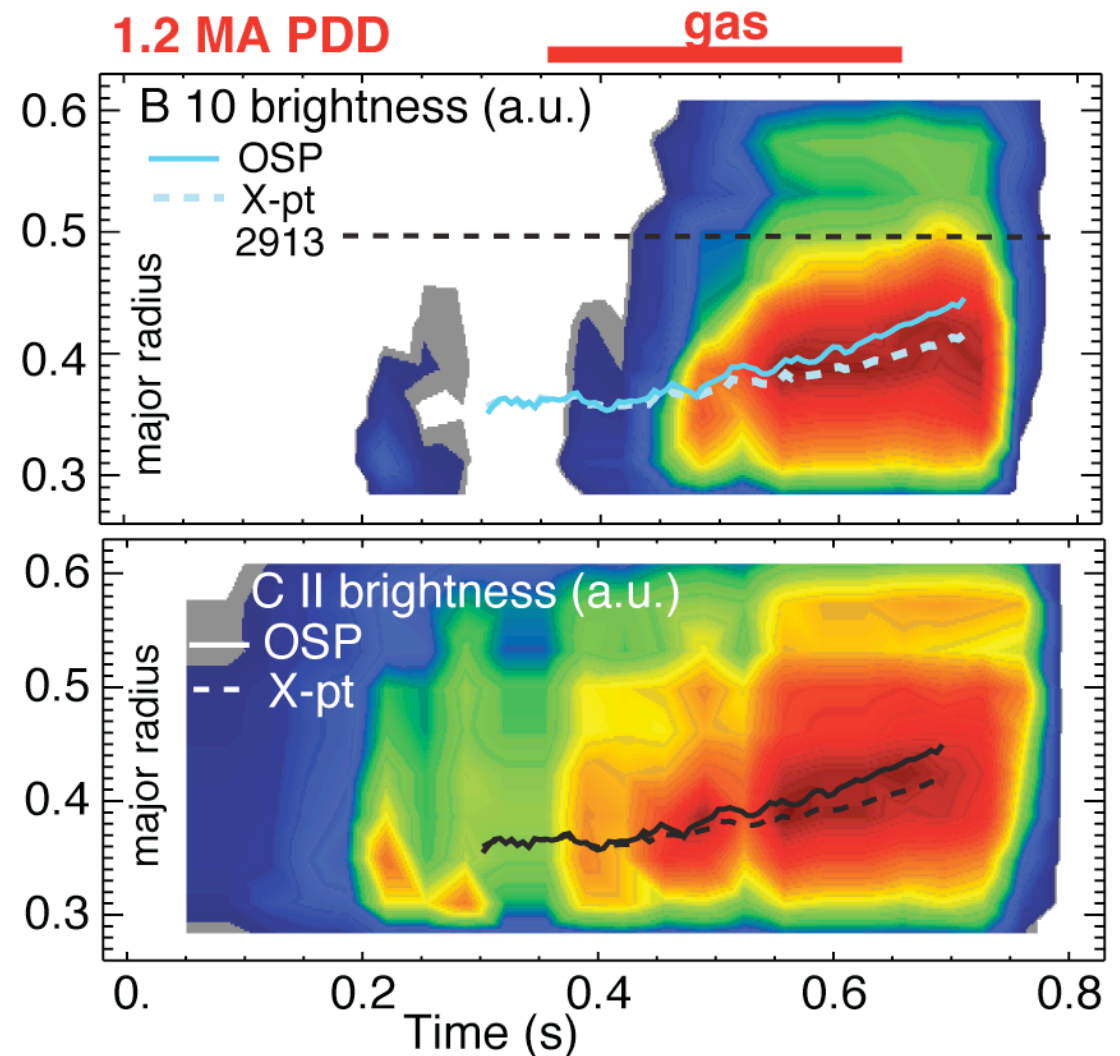 1.2 MA PDD
gas
B 10 brightness (a.u.)
OSP
X-pt
2913
major radius
0.6
0.5
0.4
0.3
C II brightness (a.u.)
OSP
X-pt
major radius
0.6
0.5
0.4
0.3
0. 0.2 0.4 0.6 0.8
Time (s)